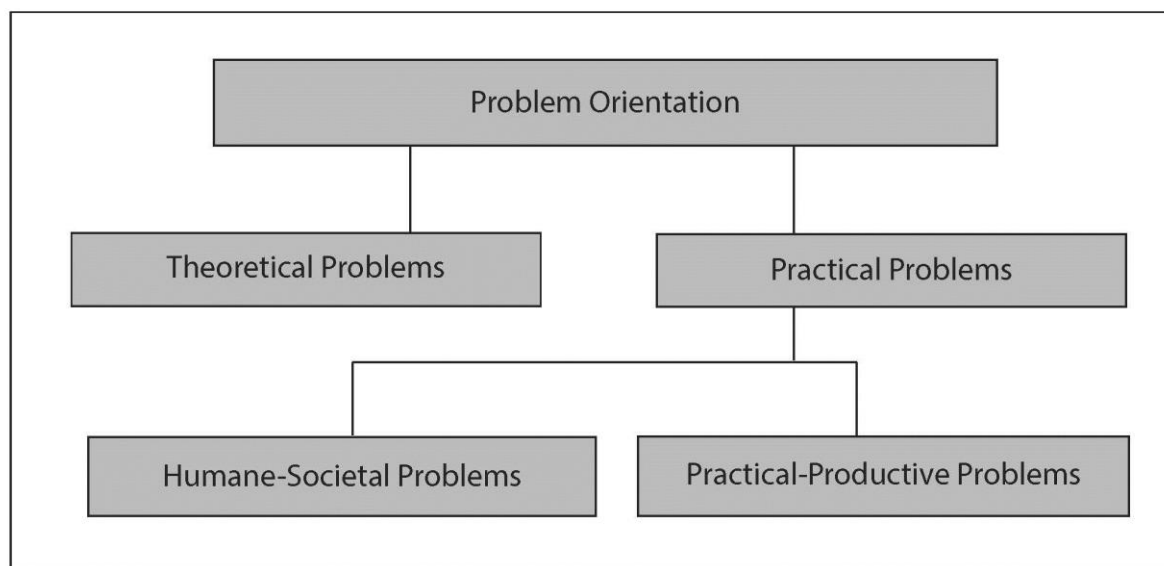 Problem Orientation
Theoretical Problems
Practical Problems
Humane-Societal Problems
Practical-Productive Problems